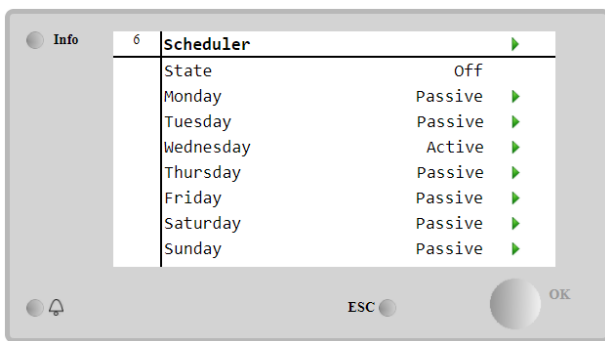 Info
6 Scheduler
State Off
Monday Passive
Tuesday Passive
Wednesday Active
Thursday Passive
Friday Passive
Saturday Passive
Sunday Passive
ESC OK